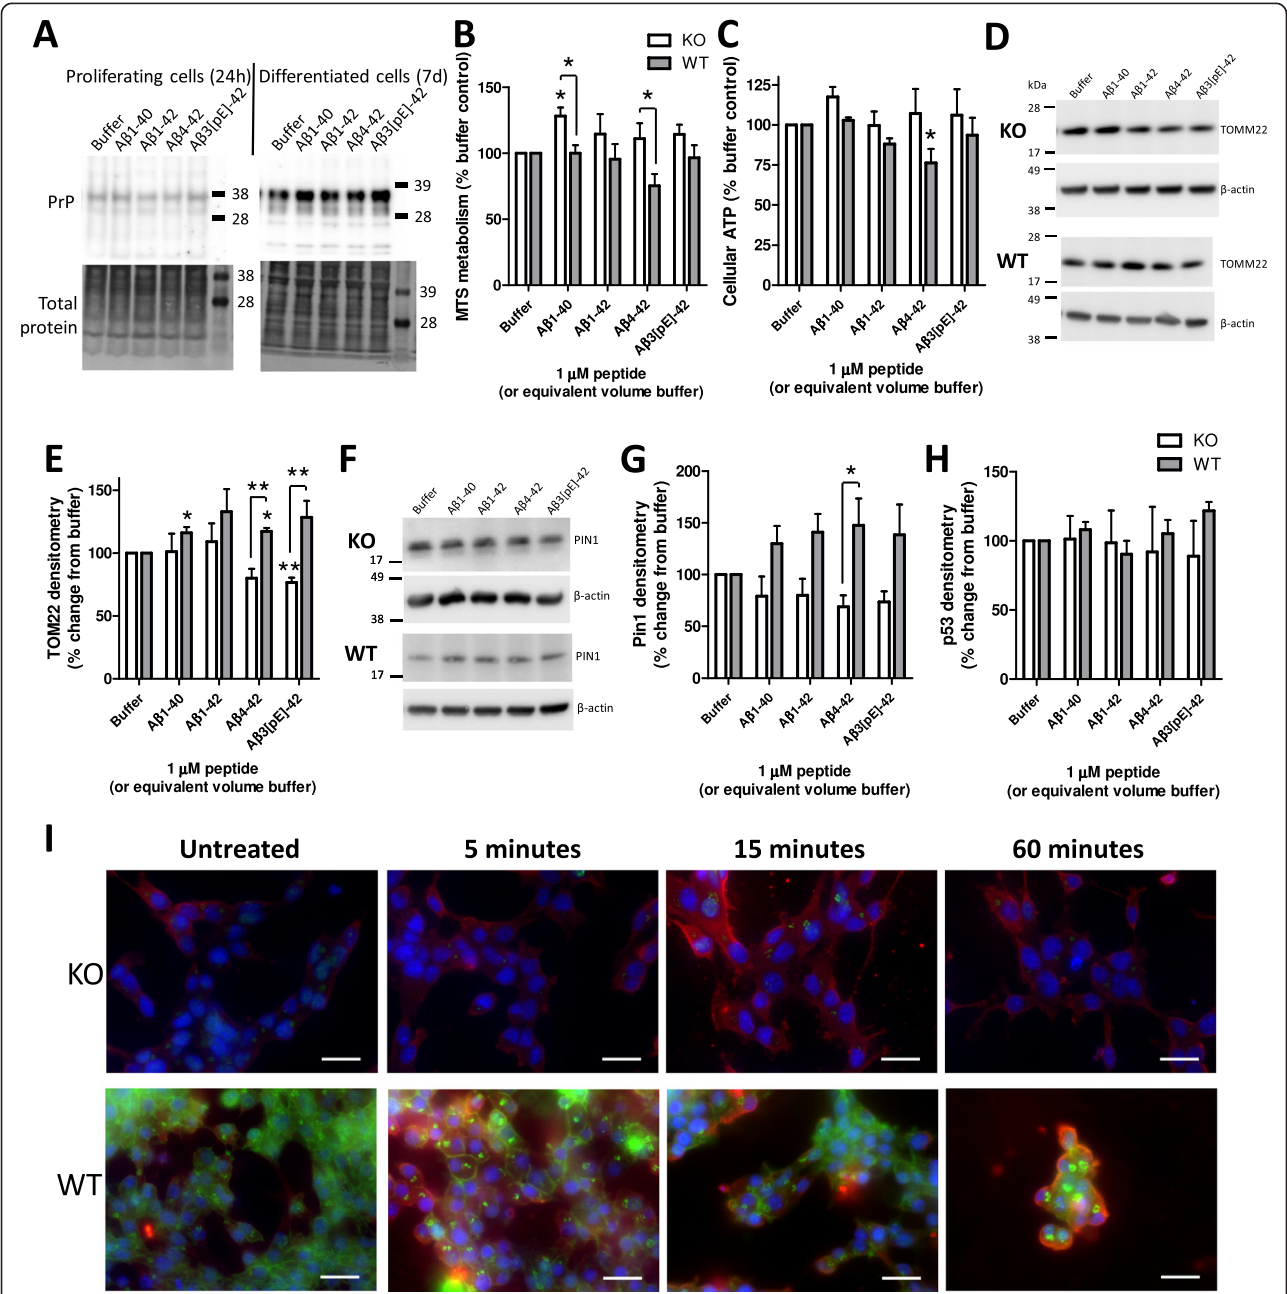 A
Proliferating cells (24h)
Differentiated cells (7d)
Buffer
Aβ1-40
Aβ1-42
Aβ4-42
Aβ3[pE]-42
Buffer
Aβ1-40
Aβ1-42
Aβ4-42
Aβ3[pE]-42
PrP
38
28
39
28
Total
protein
38
28
39
28
B
KO
WT
MTS metabolism (% buffer control)
150
100
50
0
*
*
*
Buffer
Aβ1-40
Aβ1-42
Aβ4-42
Aβ3[pE]-42
1 µM peptide
(or equivalent volume buffer)
C
Cellular ATP (% buffer control)
125
100
75
50
25
0
*
Buffer
Aβ1-40
Aβ1-42
Aβ4-42
Aβ3[pE]-42
1 µM peptide
(or equivalent volume buffer)
D
kDa
Buffer
Aβ1-40
Aβ1-42
Aβ4-42
Aβ3[pE]-42
KO
28
17
TOMM22
49
38
β-actin
WT
28
17
TOMM22
49
38
β-actin
E
TOM22 densitometry
(% change from buffer)
150
100
50
0
*
**
*
**
**
Buffer
Aβ1-40
Aβ1-42
Aβ4-42
Aβ3[pE]-42
1 µM peptide
(or equivalent volume buffer)
F
Buffer
Aβ1-40
Aβ1-42
Aβ4-42
Aβ3[pE]-42
KO
17
PIN1
49
38
β-actin
WT
17
PIN1
β-actin
G
Pin1 densitometry
(% change from buffer)
200
150
100
50
0
*
Buffer
Aβ1-40
Aβ1-42
Aβ4-42
Aβ3[pE]-42
1 µM peptide
(or equivalent volume buffer)
H
KO
WT
p53 densitometry
(% change from buffer)
150
100
50
0
Buffer
Aβ1-40
Aβ1-42
Aβ4-42
Aβ3[pE]-42
1 µM peptide
(or equivalent volume buffer)
I
Untreated
5 minutes
15 minutes
60 minutes
KO
WT